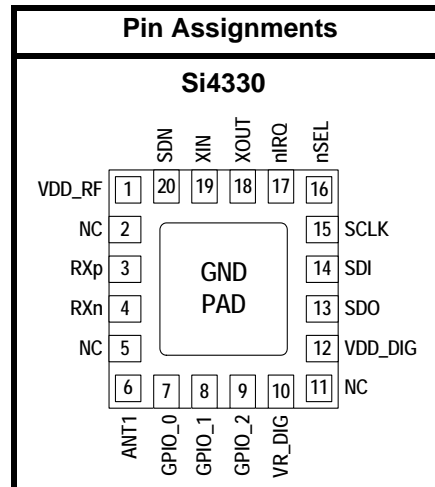 Pin Assignments
Si4330
SDN XIN XOUT nIRQ nSEL
VDD_RF 1 20 19 18 17 16
NC 2 15 SCLK
RXp 3 GND 14 SDI
RXn 4 PAD 13 SDO
NC 5 12 VDD_DIG
6 7 8 9 10 11 NC
ANT1 GPIO_0 GPIO_1 GPIO_2 VR_DIG